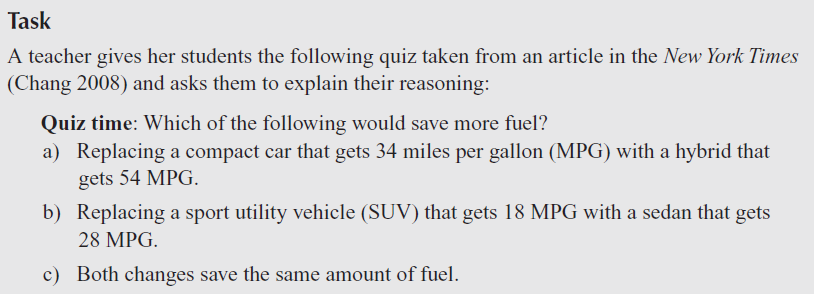 Task
A teacher gives her students the following quiz taken from an article in the New York Times
(Chang 2008) and asks them to explain their reasoning:
Quiz time: Which of the following would save more fuel?
a) Replacing a compact car that gets 34 miles per gallon (MPG) with a hybrid that
gets 54 MPG.
b) Replacing a sport utility vehicle (SUV) that gets 18 MPG with a sedan that gets
28 MPG.
c) Both changes save the same amount of fuel.